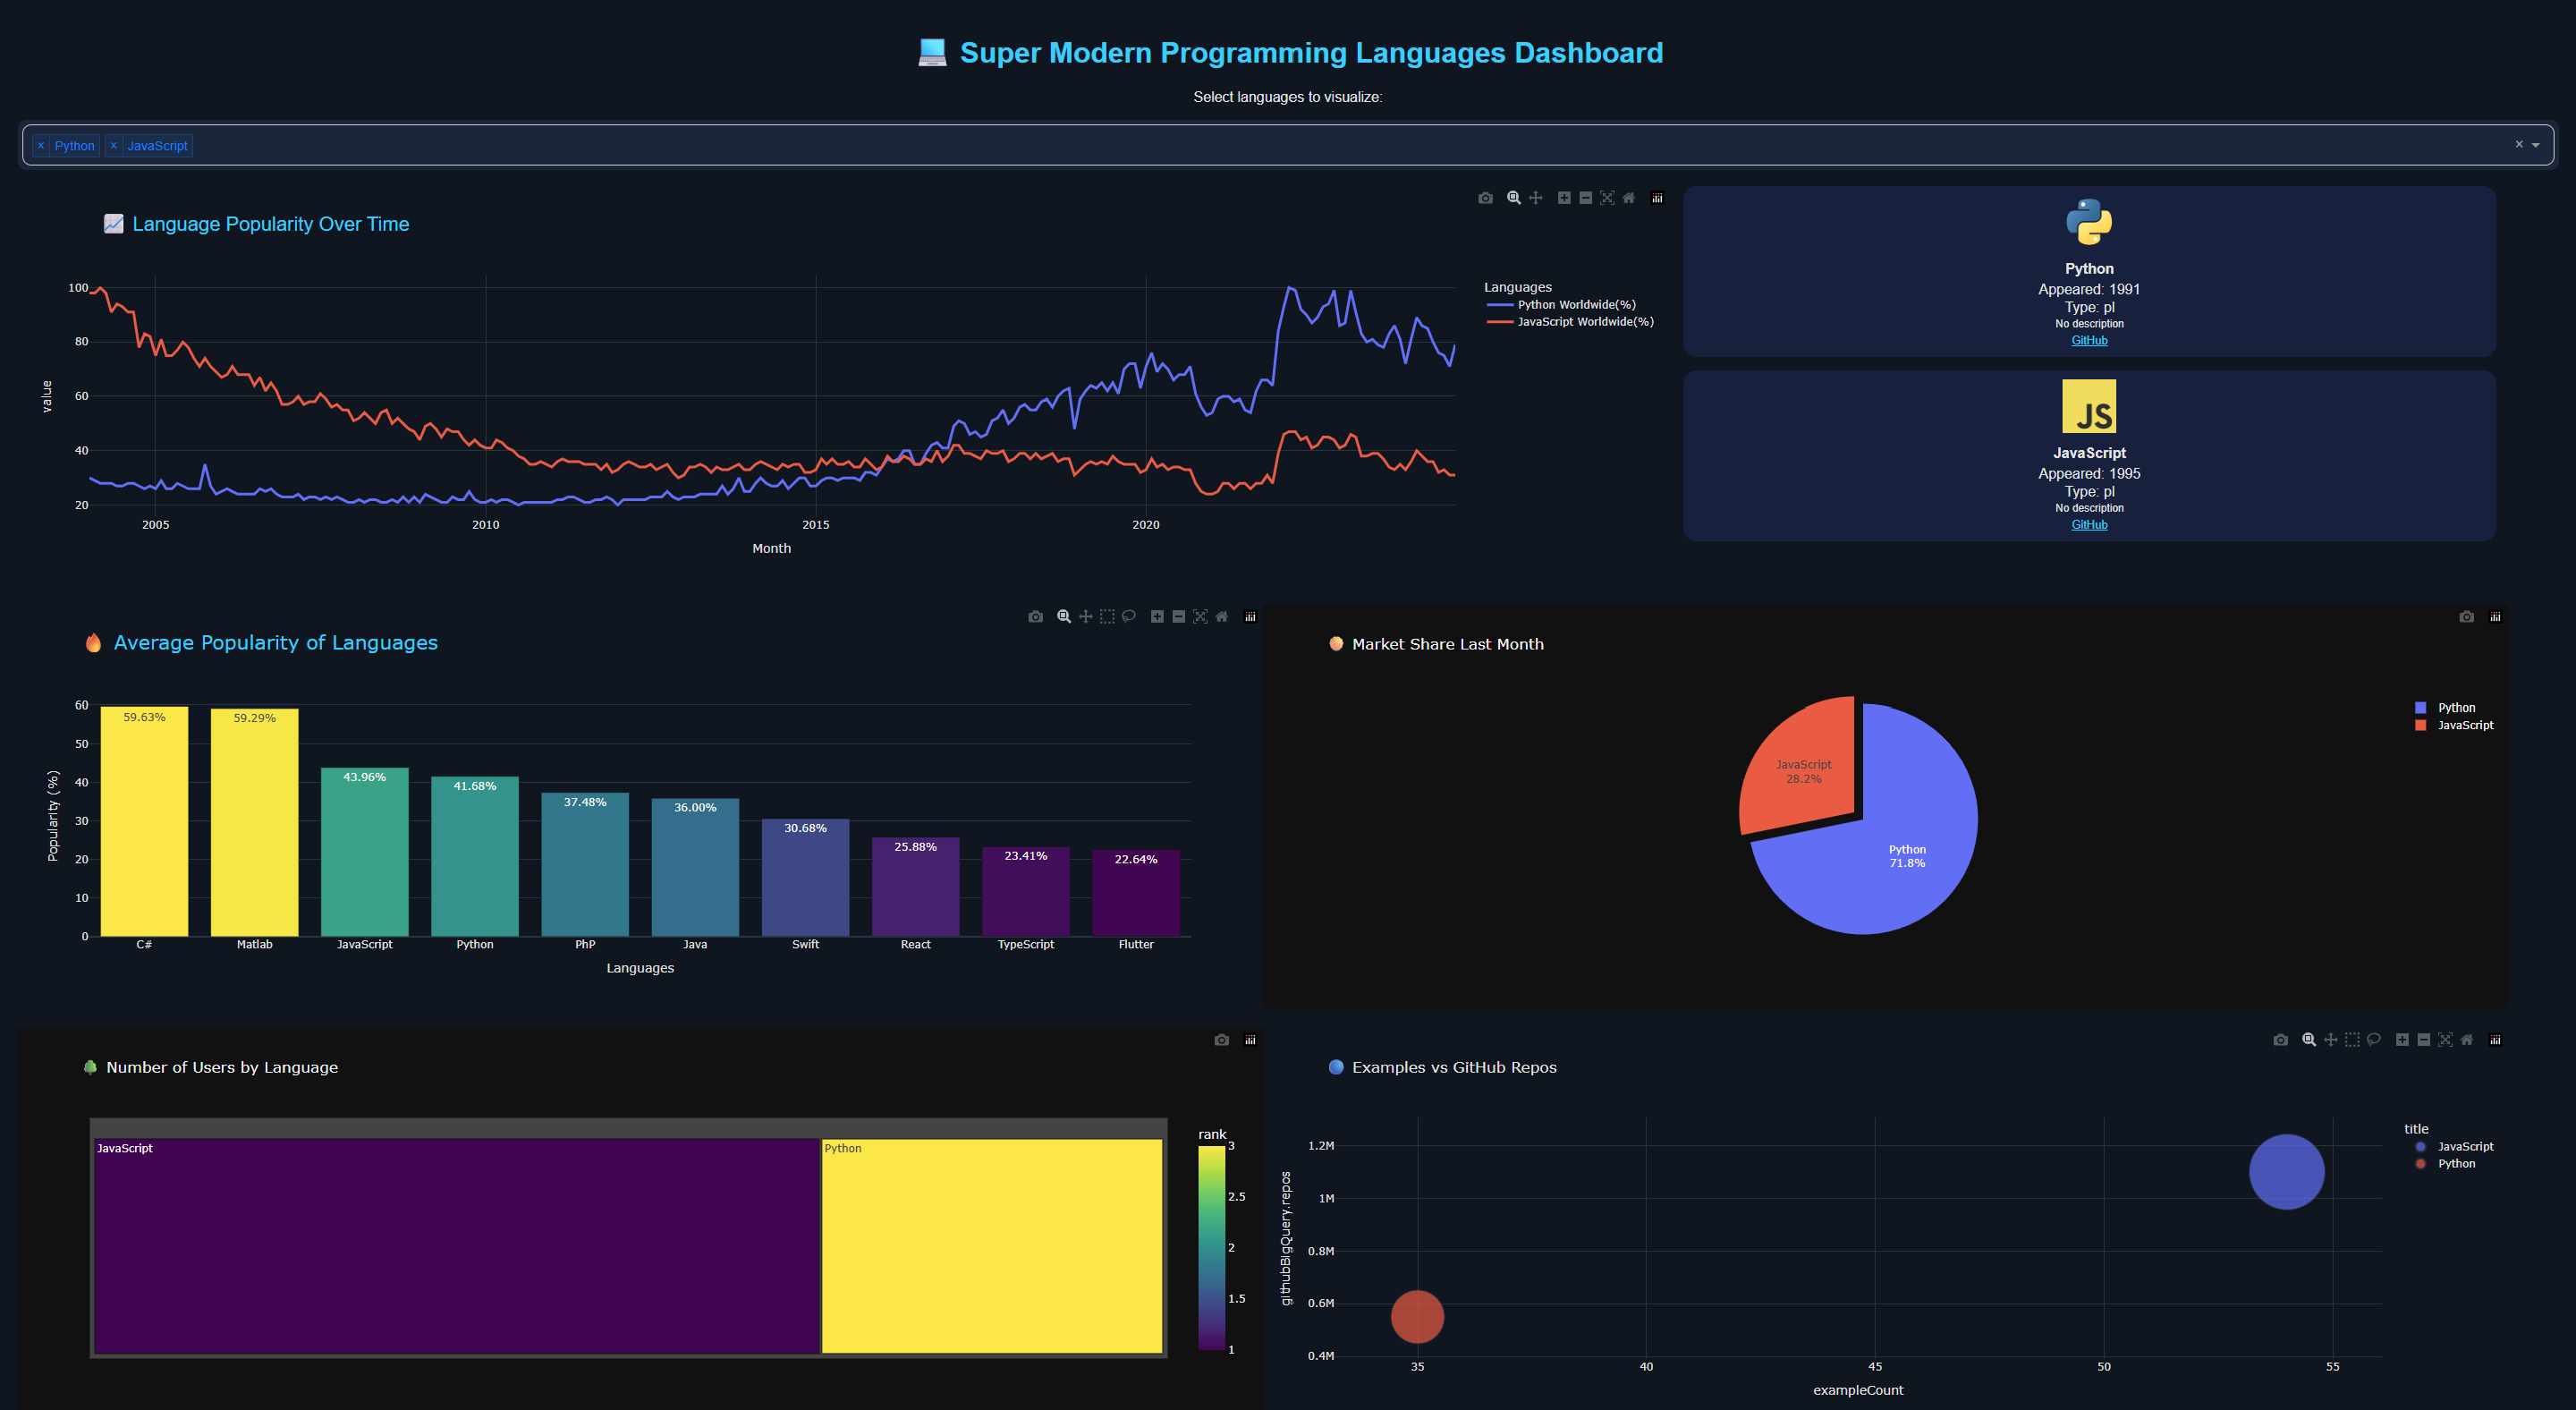 Super Modern Programming Languages Dashboard
Select languages to visualize:
× Python × JavaScript
Language Popularity Over Time
100
80
60
40
20
value
2005 2010 2015 2020
Month
Languages
Python Worldwide(%)
JavaScript Worldwide(%)
Python
Appeared: 1991
Type: pl
No description
GitHub
JS
JavaScript
Appeared: 1995
Type: pl
No description
GitHub
Average Popularity of Languages
60
50
40
30
20
10
0
Popularity (%)
59.63% 59.29% 43.96% 41.68% 37.48% 36.00% 30.68% 25.88% 23.41% 22.64%
C# Matlab JavaScript Python PhP Java Swift React TypeScript Flutter
Languages
Market Share Last Month
Python
JavaScript
JavaScript
28.2%
Python
71.8%
Number of Users by Language
JavaScript Python
rank
3
2.5
2
1.5
1
Examples vs GitHub Repos
1.2M
1M
0.8M
0.6M
0.4M
githubBigQuery.repos
35 40 45 50 55
exampleCount
title
JavaScript
Python